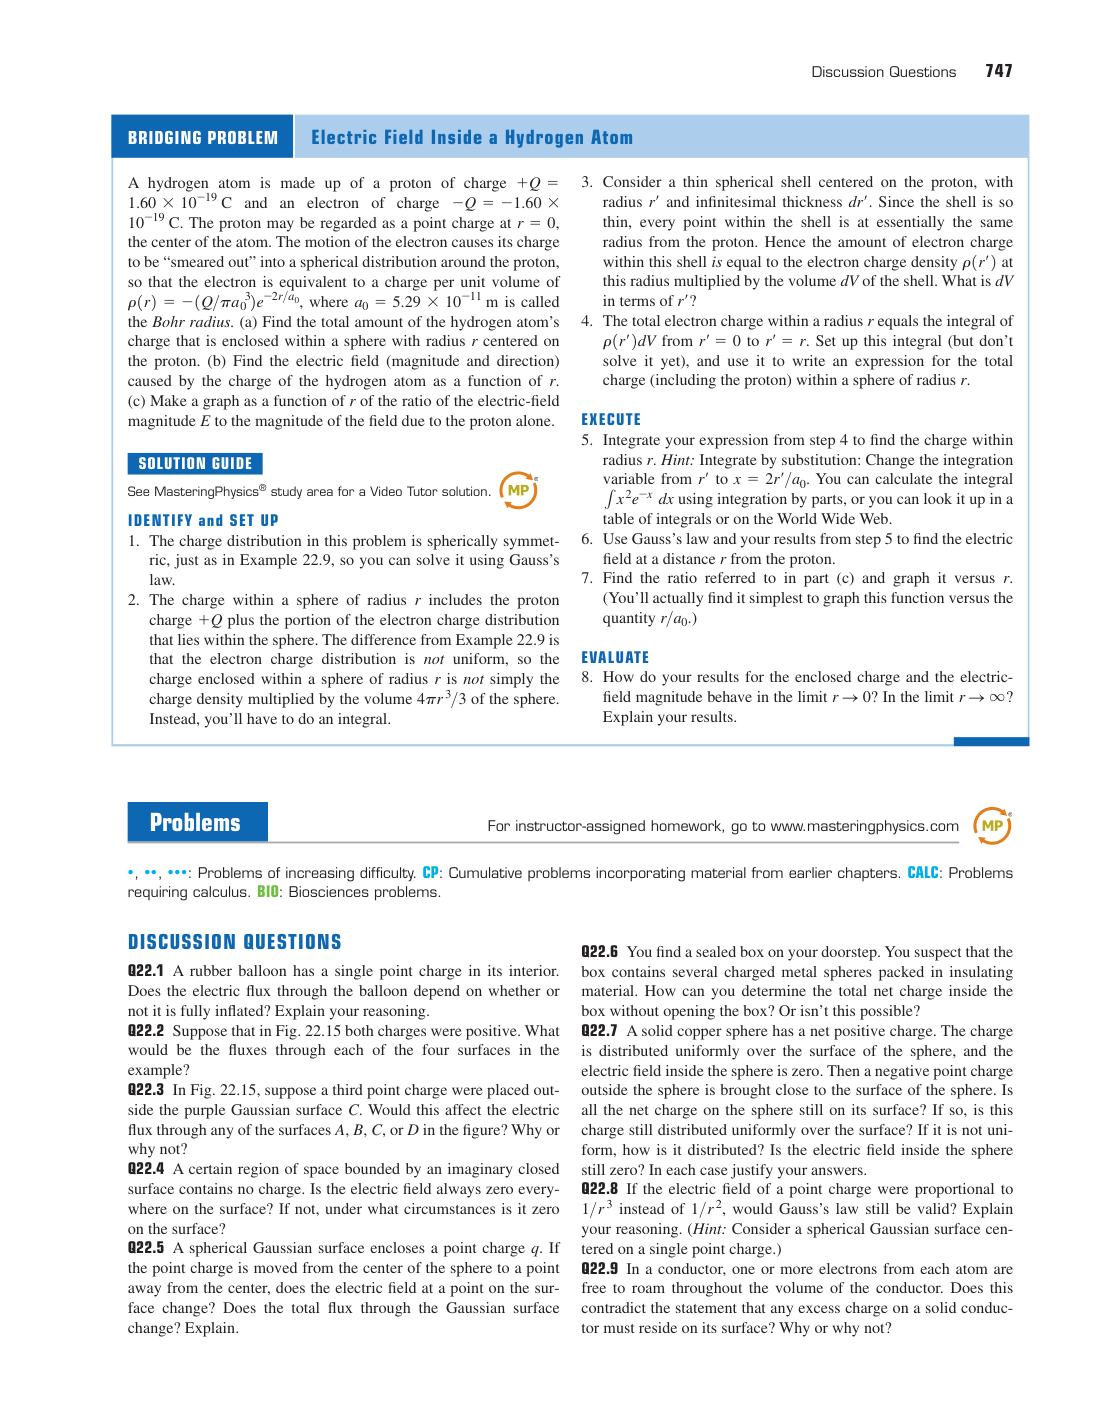 Discussion Questions 747
BRIDGING PROBLEM Electric Field Inside a Hydrogen Atom
A hydrogen atom is made up of a proton of charge +Q =
1.60 × 10⁻¹⁹ C and an electron of charge −Q = −1.60 ×
10⁻¹⁹ C. The proton may be regarded as a point charge at r = 0,
the center of the atom. The motion of the electron causes its charge
to be “smeared out” into a spherical distribution around the proton,
so that the electron is equivalent to a charge per unit volume of
ρ(r) = −(Q/πa₀³)e^(−2r/a₀), where a₀ = 5.29 × 10⁻¹¹ m is called
the Bohr radius. (a) Find the total amount of the hydrogen atom’s
charge that is enclosed within a sphere with radius r centered on
the proton. (b) Find the electric field (magnitude and direction)
caused by the charge of the hydrogen atom as a function of r.
(c) Make a graph as a function of r of the ratio of the electric-field
magnitude E to the magnitude of the field due to the proton alone.
SOLUTION GUIDE
See MasteringPhysics® study area for a Video Tutor solution. MP®
IDENTIFY and SET UP
1. The charge distribution in this problem is spherically symmet-
ric, just as in Example 22.9, so you can solve it using Gauss’s
law.
2. The charge within a sphere of radius r includes the proton
charge +Q plus the portion of the electron charge distribution
that lies within the sphere. The difference from Example 22.9 is
that the electron charge distribution is not uniform, so the
charge enclosed within a sphere of radius r is not simply the
charge density multiplied by the volume 4πr³/3 of the sphere.
Instead, you’ll have to do an integral.
3. Consider a thin spherical shell centered on the proton, with
radius r′ and infinitesimal thickness dr′. Since the shell is so
thin, every point within the shell is at essentially the same
radius from the proton. Hence the amount of electron charge
within this shell is equal to the electron charge density ρ(r′) at
this radius multiplied by the volume dV of the shell. What is dV
in terms of r′?
4. The total electron charge within a radius r equals the integral of
ρ(r′)dV from r′ = 0 to r′ = r. Set up this integral (but don’t
solve it yet), and use it to write an expression for the total
charge (including the proton) within a sphere of radius r.
EXECUTE
5. Integrate your expression from step 4 to find the charge within
radius r. Hint: Integrate by substitution: Change the integration
variable from r′ to x = 2r′/a₀. You can calculate the integral
∫x²e⁻ˣ dx using integration by parts, or you can look it up in a
table of integrals or on the World Wide Web.
6. Use Gauss’s law and your results from step 5 to find the electric
field at a distance r from the proton.
7. Find the ratio referred to in part (c) and graph it versus r.
(You’ll actually find it simplest to graph this function versus the
quantity r/a₀.)
EVALUATE
8. How do your results for the enclosed charge and the electric-
field magnitude behave in the limit r → 0? In the limit r → ∞?
Explain your results.
Problems For instructor-assigned homework, go to www.masteringphysics.com MP®
•, ••, •••: Problems of increasing difficulty. CP: Cumulative problems incorporating material from earlier chapters. CALC: Problems
requiring calculus. BIO: Biosciences problems.
DISCUSSION QUESTIONS
Q22.1 A rubber balloon has a single point charge in its interior.
Does the electric flux through the balloon depend on whether or
not it is fully inflated? Explain your reasoning.
Q22.2 Suppose that in Fig. 22.15 both charges were positive. What
would be the fluxes through each of the four surfaces in the
example?
Q22.3 In Fig. 22.15, suppose a third point charge were placed out-
side the purple Gaussian surface C. Would this affect the electric
flux through any of the surfaces A, B, C, or D in the figure? Why or
why not?
Q22.4 A certain region of space bounded by an imaginary closed
surface contains no charge. Is the electric field always zero every-
where on the surface? If not, under what circumstances is it zero
on the surface?
Q22.5 A spherical Gaussian surface encloses a point charge q. If
the point charge is moved from the center of the sphere to a point
away from the center, does the electric field at a point on the sur-
face change? Does the total flux through the Gaussian surface
change? Explain.
Q22.6 You find a sealed box on your doorstep. You suspect that the
box contains several charged metal spheres packed in insulating
material. How can you determine the total net charge inside the
box without opening the box? Or isn’t this possible?
Q22.7 A solid copper sphere has a net positive charge. The charge
is distributed uniformly over the surface of the sphere, and the
electric field inside the sphere is zero. Then a negative point charge
outside the sphere is brought close to the surface of the sphere. Is
all the net charge on the sphere still on its surface? If so, is this
charge still distributed uniformly over the surface? If it is not uni-
form, how is it distributed? Is the electric field inside the sphere
still zero? In each case justify your answers.
Q22.8 If the electric field of a point charge were proportional to
1/r³ instead of 1/r², would Gauss’s law still be valid? Explain
your reasoning. (Hint: Consider a spherical Gaussian surface cen-
tered on a single point charge.)
Q22.9 In a conductor, one or more electrons from each atom are
free to roam throughout the volume of the conductor. Does this
contradict the statement that any excess charge on a solid conduc-
tor must reside on its surface? Why or why not?